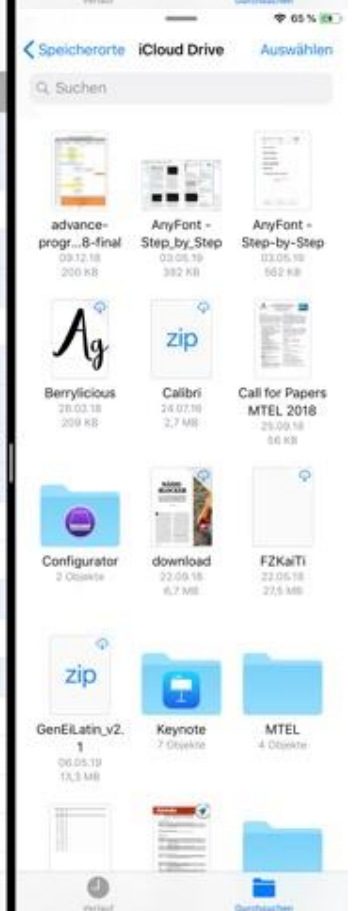 Verlauf
Durchsuchen
65 %
Speicherorte
iCloud Drive
Auswählen
Suchen
advance-
progr...8-final
09.12.18
200 KB
AnyFont -
Step_by_Step
03.05.19
392 KB
AnyFont -
Step-by-Step
03.05.19
562 KB
Ag
Berrylicious
28.03.18
209 KB
zip
Calibri
24.07.19
2,7 MB
Call for Papers
MTEL 2018
25.09.18
56 KB
Configurator
2 Objekte
download
22.09.18
6,7 MB
FZKaiTi
22.05.18
27,5 MB
zip
GenEiLatin_v2.
1
06.05.19
13,3 MB
Keynote
7 Objekte
MTEL
4 Objekte
Verlauf
Durchsuchen